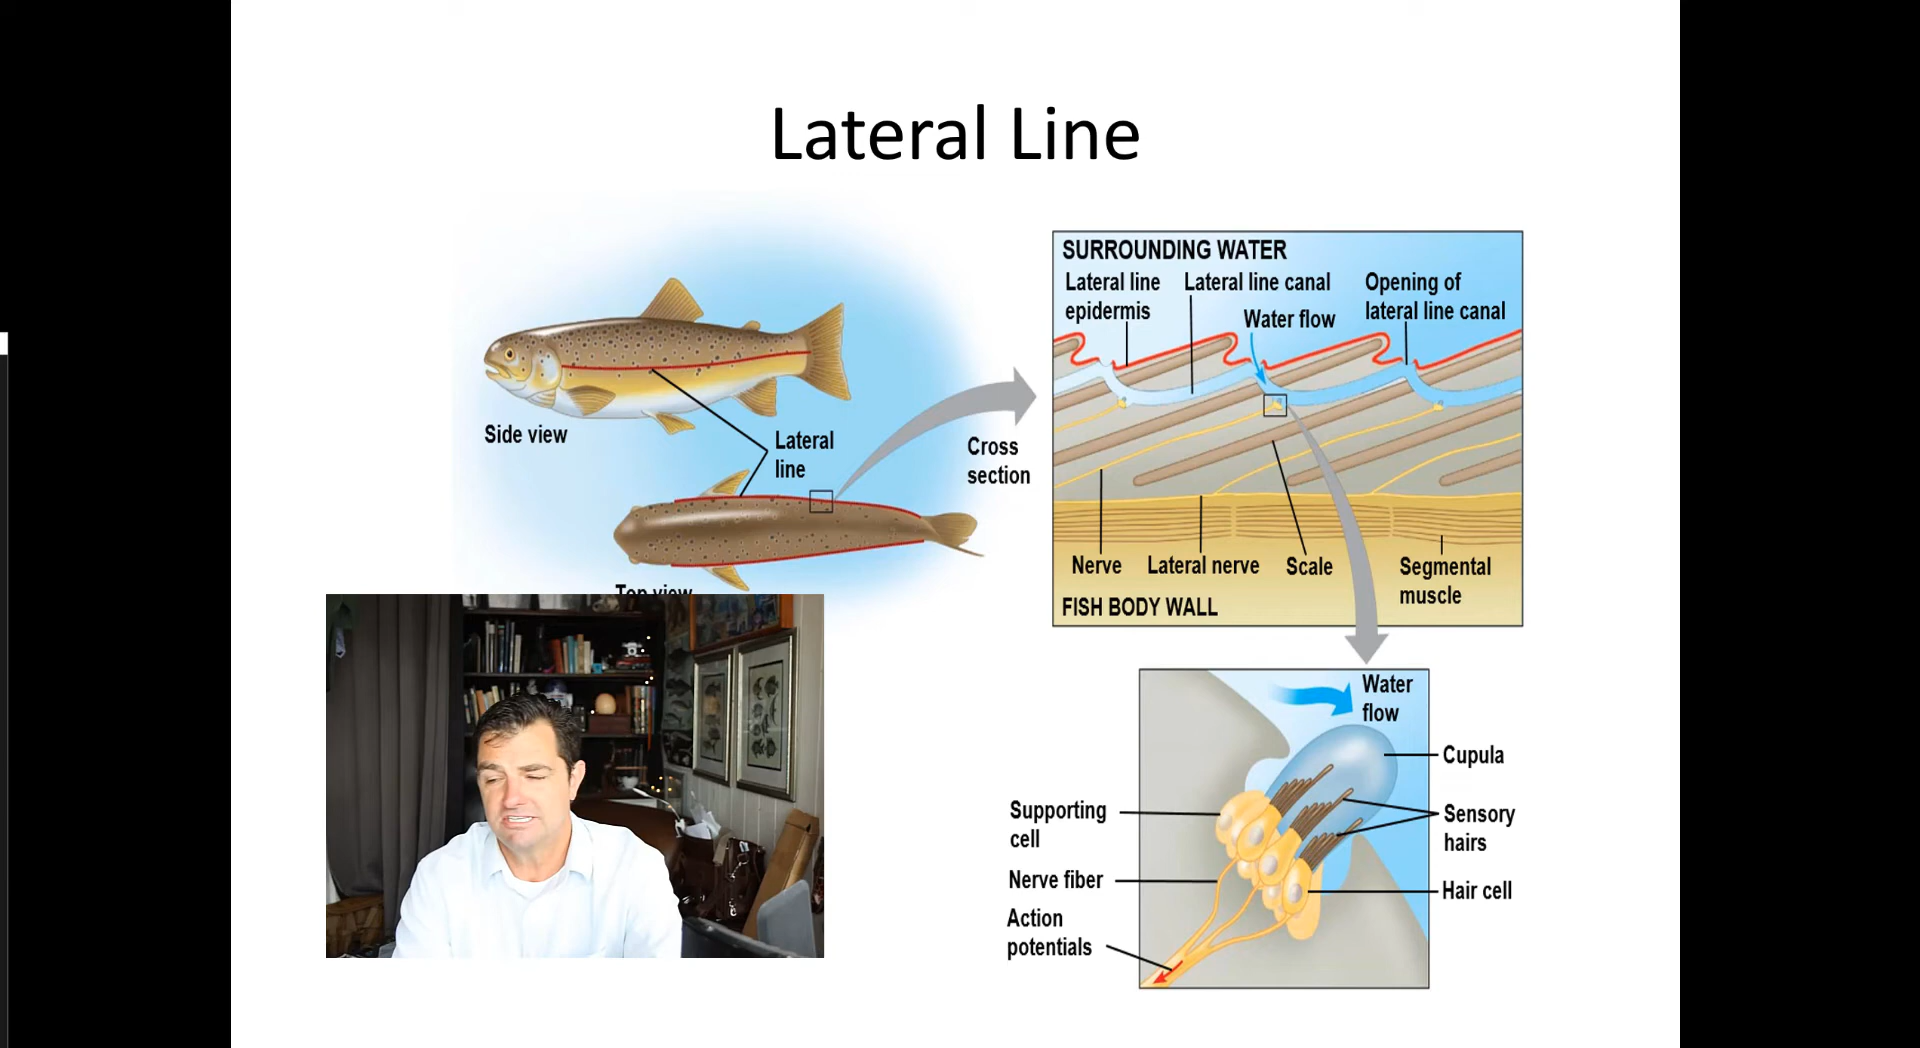 Lateral Line
Side view
Lateral
line
Top view
Cross
section
SURROUNDING WATER
Lateral line
epidermis
Lateral line canal
Water flow
Opening of
lateral line canal
Nerve
Lateral nerve
Scale
Segmental
muscle
FISH BODY WALL
Water
flow
Cupula
Sensory
hairs
Hair cell
Supporting
cell
Nerve fiber
Action
potentials